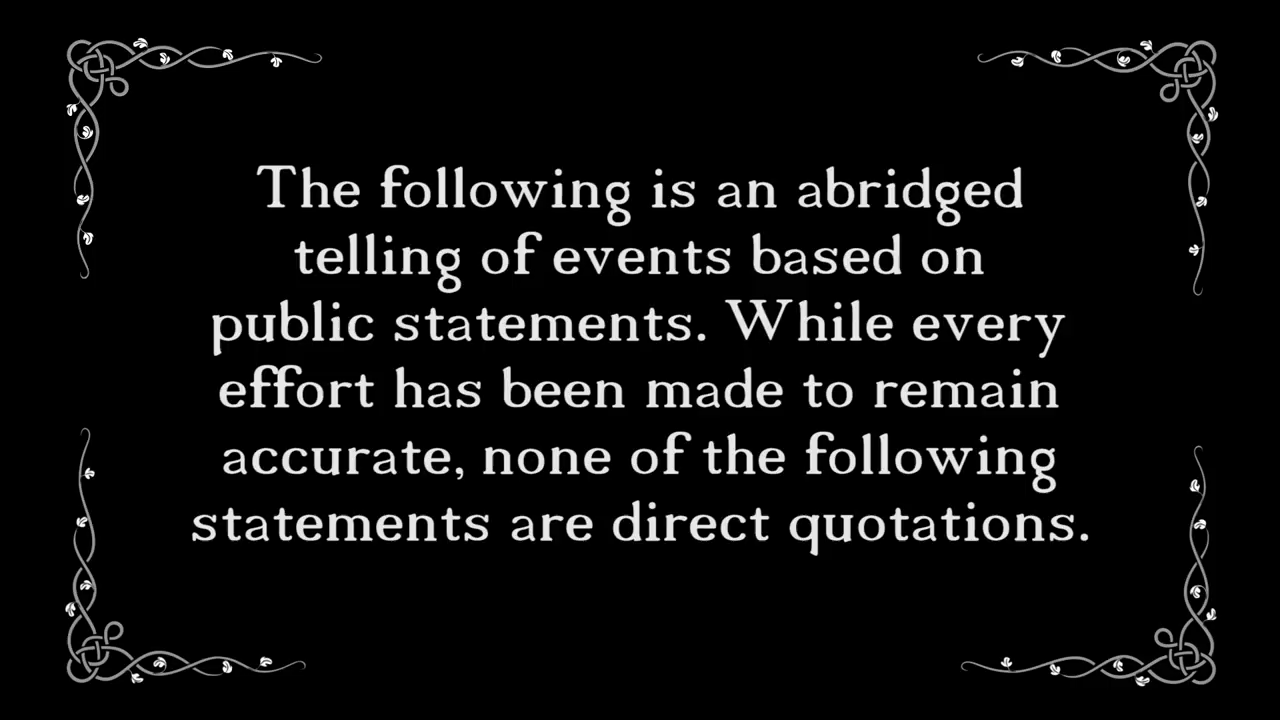 The following is an abridged
telling of events based on
public statements. While every
effort has been made to remain
accurate, none of the following
statements are direct quotations.